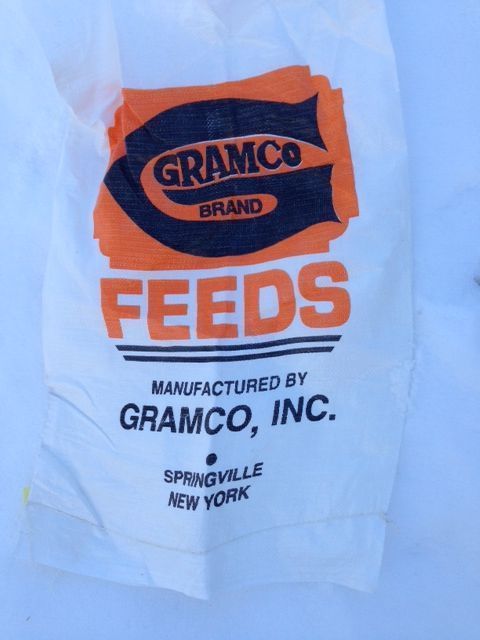 GRAMCO
BRAND
FEEDS
MANUFACTURED BY
GRAMCO, INC.
•
SPRINGVILLE
NEW YORK